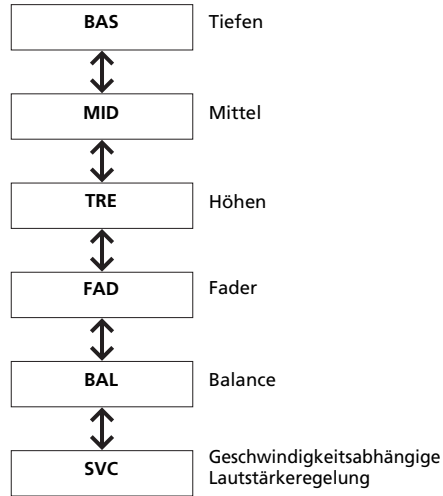 BAS Tiefen
MID Mittel
TRE Höhen
FAD Fader
BAL Balance
SVC Geschwindigkeitsabhängige
Lautstärkeregelung